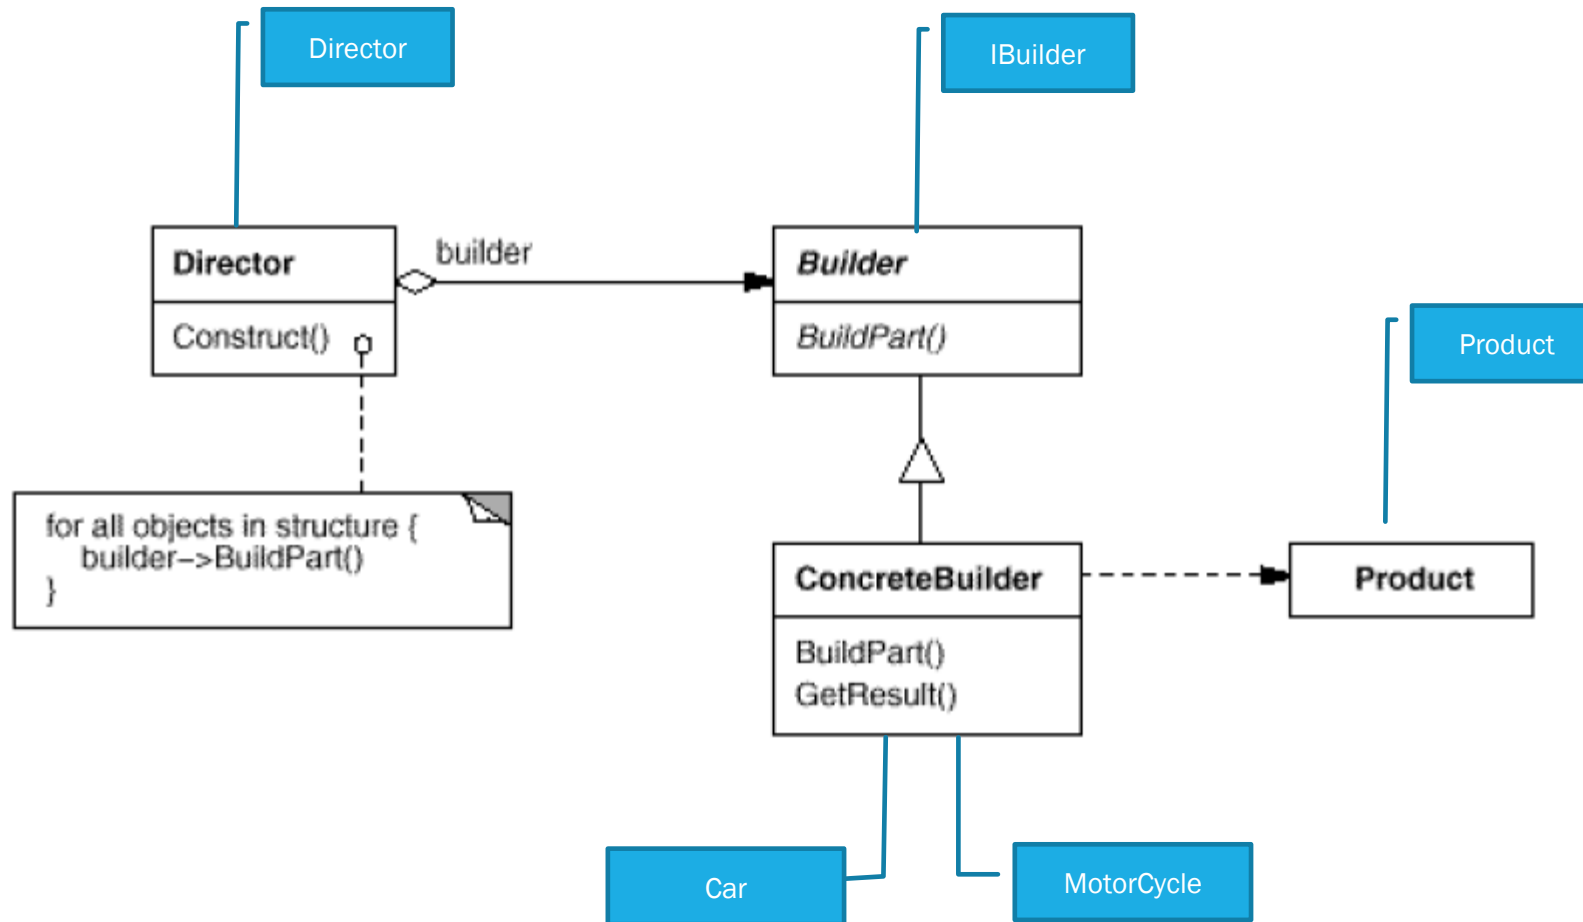 Director
IBuilder
Director
Construct()
builder
Builder
BuildPart()
Product
for all objects in structure {
builder->BuildPart()
}
ConcreteBuilder
BuildPart()
GetResult()
Product
Car
MotorCycle